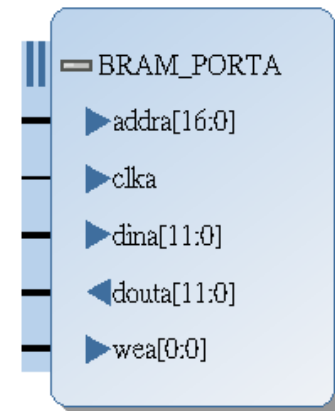 BRAM_PORTA
addra[16:0]
clka
dina[11:0]
douta[11:0]
wea[0:0]